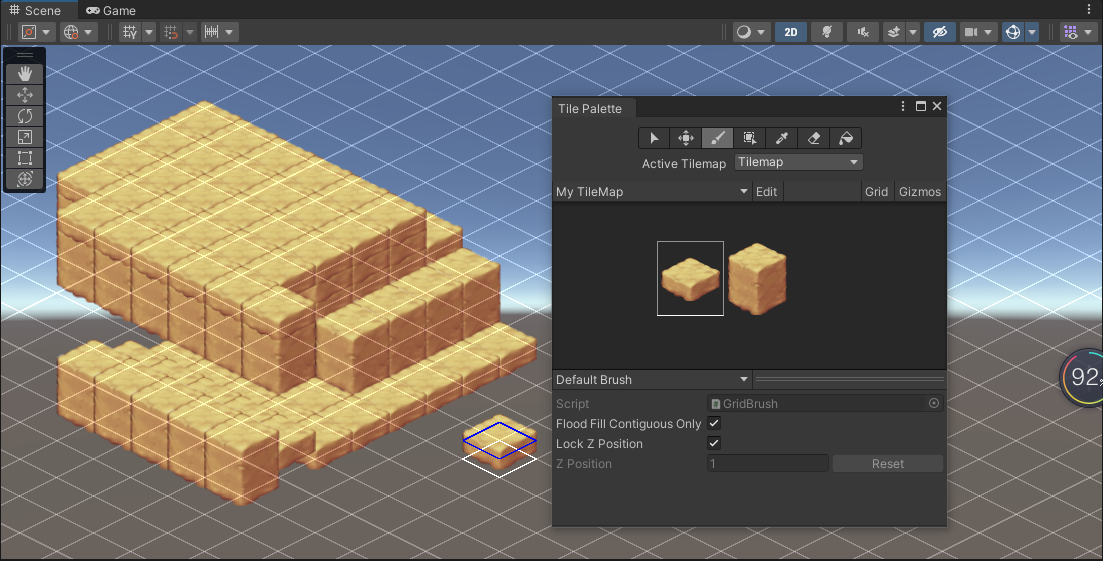 Scene Game
2D
Tile Palette
Active Tilemap Tilemap
My TileMap Edit Grid Gizmos
Default Brush
Script GridBrush
Flood Fill Contiguous Only
Lock Z Position
Z Position 1 Reset
92